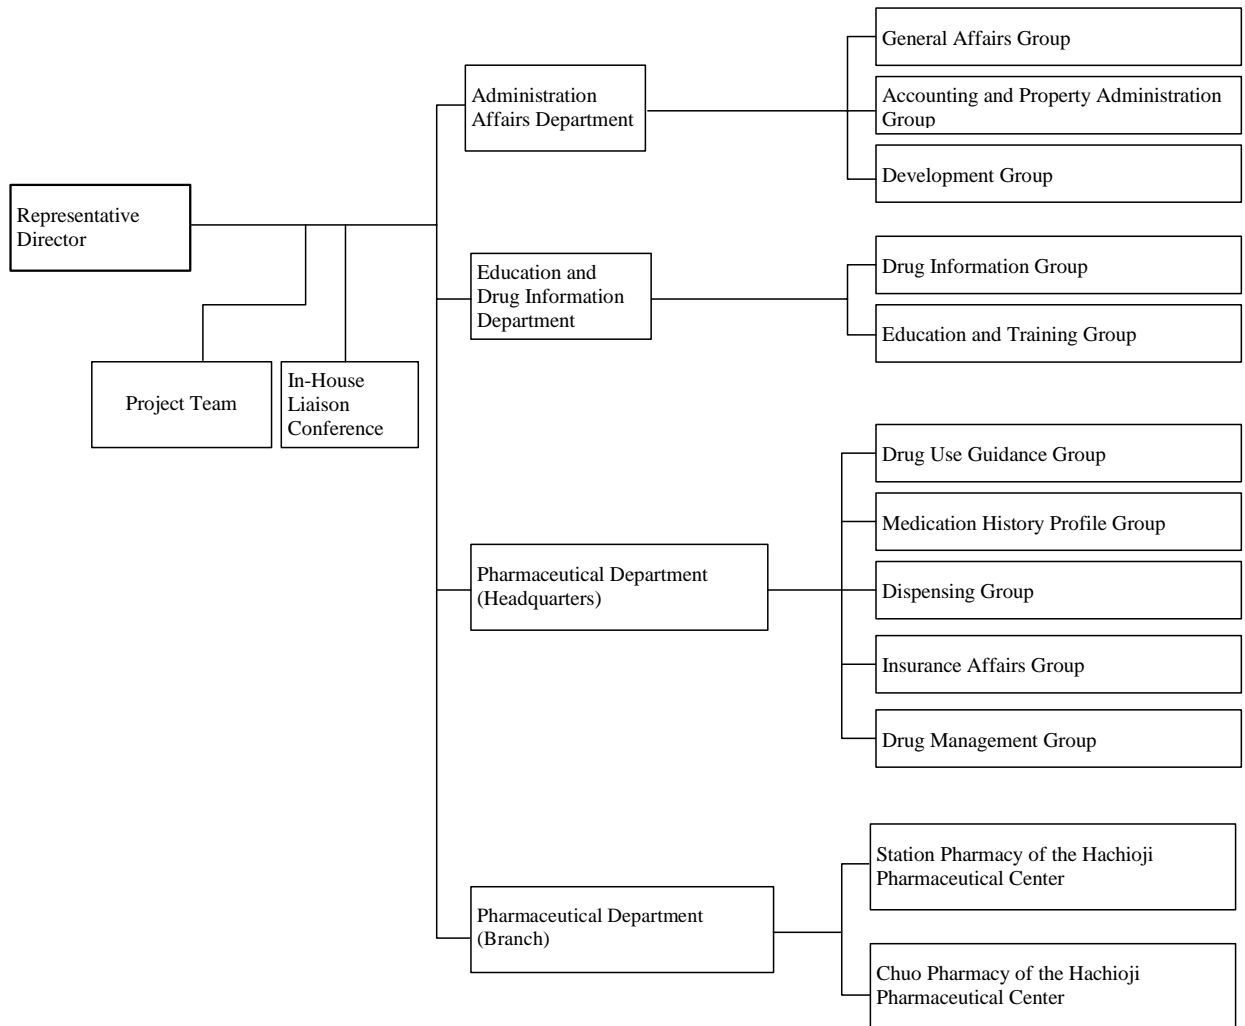 General Affairs Group
Administration
Affairs Department
Accounting and Property Administration
Group
Development Group
Representative
Director
Education and
Drug Information
Department
Drug Information Group
Education and Training Group
Project Team
In-House
Liaison
Conference
Drug Use Guidance Group
Medication History Profile Group
Pharmaceutical Department
(Headquarters)
Dispensing Group
Insurance Affairs Group
Drug Management Group
Station Pharmacy of the Hachioji
Pharmaceutical Center
Pharmaceutical Department
(Branch)
Chuo Pharmacy of the Hachioji
Pharmaceutical Center